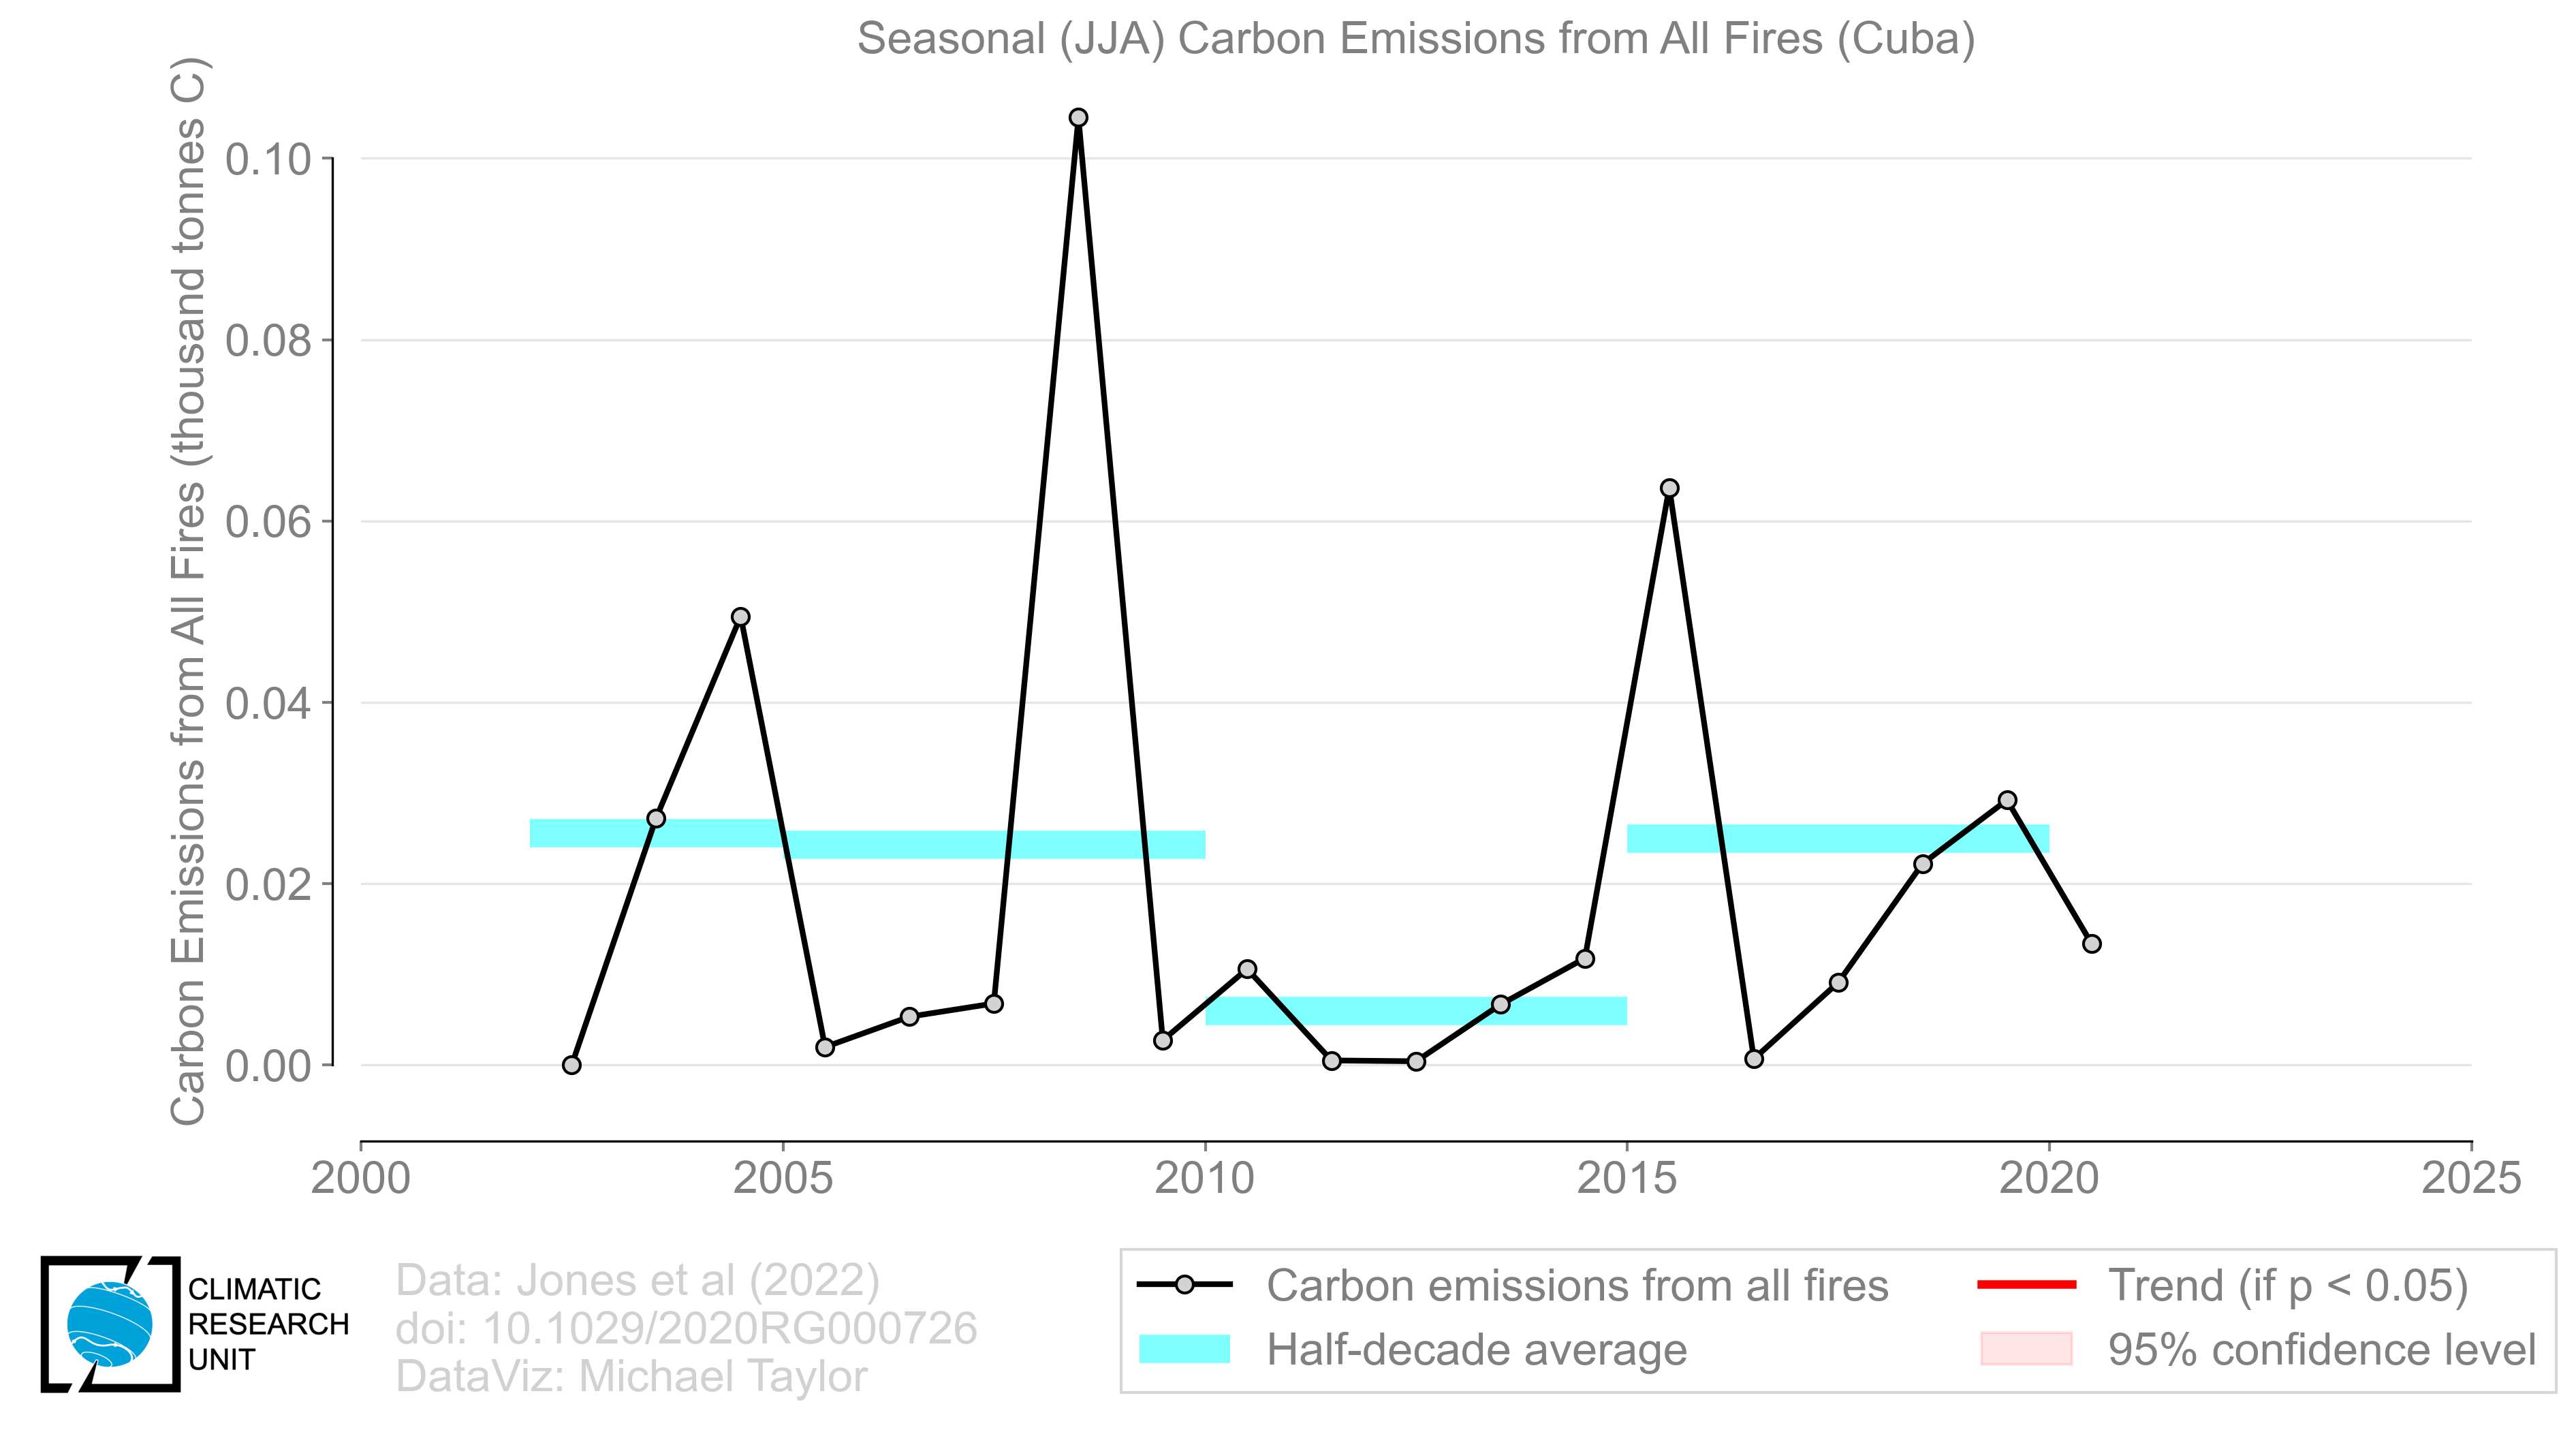 Seasonal (JJA) Carbon Emissions from All Fires (Cuba)
Carbon Emissions from All Fires (thousand tonnes C)
0.10
0.08
0.06
0.04
0.02
0.00
2000
2005
2010
2015
2020
2025
CLIMATIC
RESEARCH
UNIT
Data: Jones et al (2022)
doi: 10.1029/2020RG000726
DataViz: Michael Taylor
Carbon emissions from all fires
Half-decade average
Trend (if p < 0.05)
95% confidence level